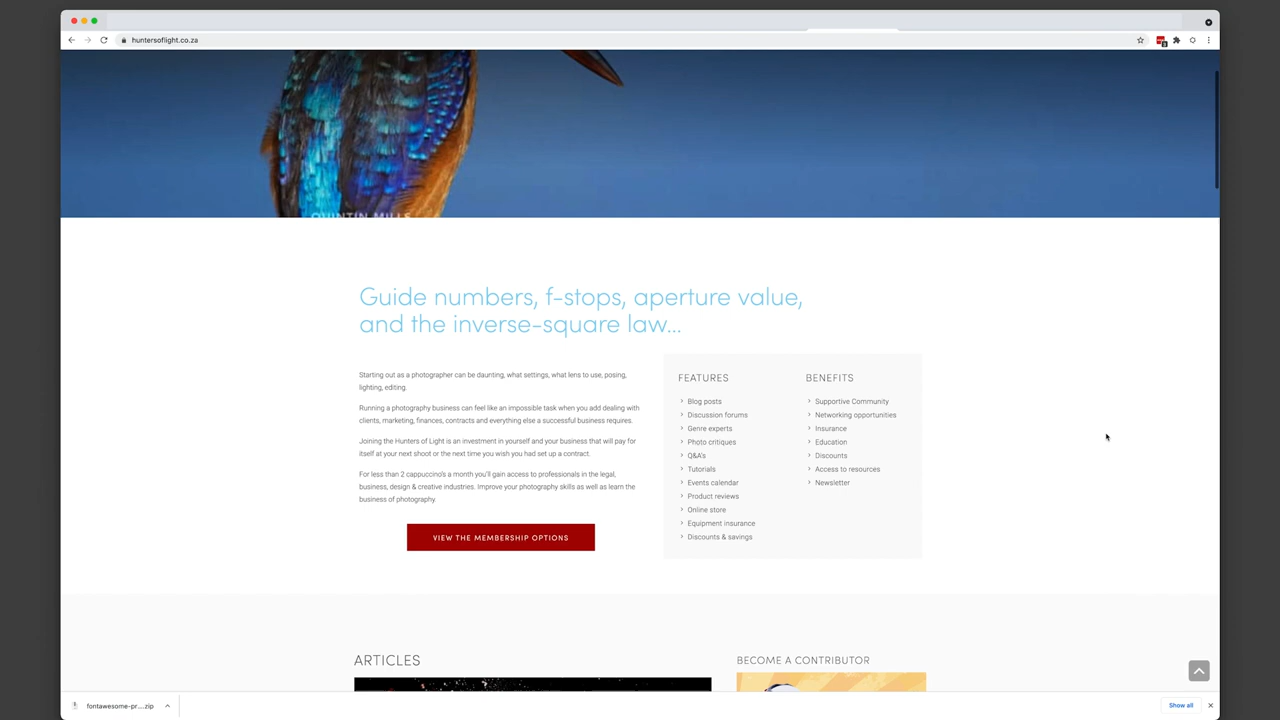 huntersoflight.co.za
QUINTIN MILLS
Guide numbers, f-stops, aperture value,
and the inverse-square law...
Starting out as a photographer can be daunting, what settings, what lens to use, posing,
lighting, editing.
Running a photography business can feel like an impossible task when you add dealing with
clients, marketing, finances, contracts and everything else a successful business requires.
Joining the Hunters of Light is an investment in yourself and your business that will pay for
itself at your next shoot or the next time you wish you had set up a contract.
For less than 2 cappuccino's a month you'll gain access to professionals in the legal,
business, design & creative industries. Improve your photography skills as well as learn the
business of photography.
VIEW THE MEMBERSHIP OPTIONS
FEATURES
Blog posts
Discussion forums
Genre experts
Photo critiques
Q&A's
Tutorials
Events calendar
Product reviews
Online store
Equipment insurance
Discounts & savings
BENEFITS
Supportive Community
Networking opportunities
Insurance
Education
Discounts
Access to resources
Newsletter
ARTICLES
BECOME A CONTRIBUTOR
fontawesome-pr....zip
Show all